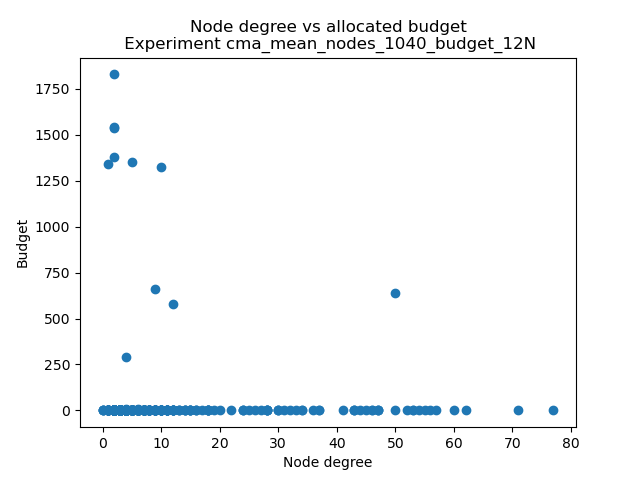 Node degree vs allocated budget
Experiment cma_mean_nodes_1040_budget_12N
1750
1500
1250
1000
750
500
250
0
Budget
0 10 20 30 40 50 60 70 80
Node degree